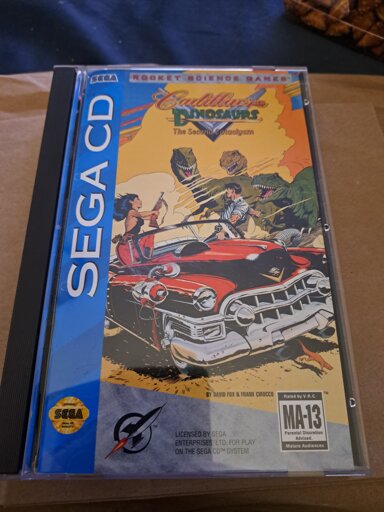 SEGA
ROCKET SCIENCE GAMES
Cadillacs and
DINOSAURS
The Second Cataclysm
SEGA CD
BY DAVID FOX & FRANK CIROCCO
Rated by V.R.C.
MA-13
Parental Discretion
Advised.
Mature Audiences
TM
SEGA
LICENSED BY SEGA
ENTERPRISES, LTD. FOR PLAY
ON THE SEGA CD™ SYSTEM